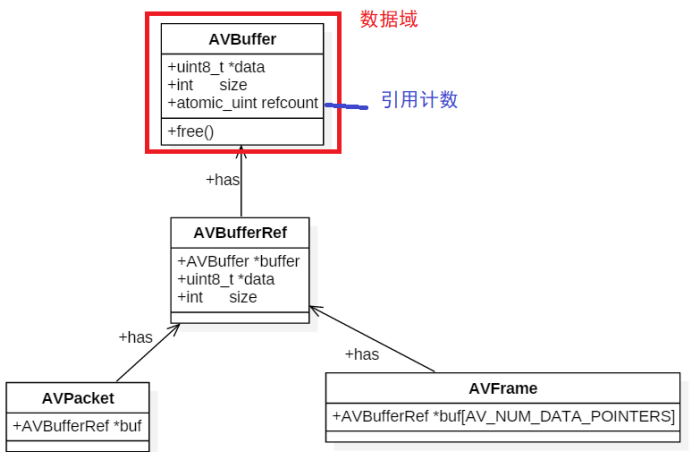 数据域
AVBuffer
+uint8_t *data
+int size
+atomic_uint refcount
引用计数
+free()
+has
AVBufferRef
+AVBuffer *buffer
+uint8_t *data
+int size
+has
+has
AVPacket
+AVBufferRef *buf
AVFrame
+AVBufferRef *buf[AV_NUM_DATA_POINTERS]